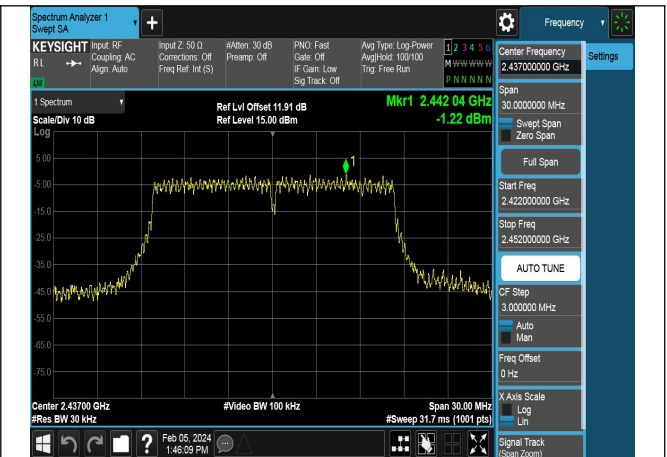 Spectrum Analyzer 1
Swept SA
+
Frequency
KEYSIGHT
RL
Input: RF
Coupling: AC
Align: Auto
Input Z: 50 Ω
Corrections: Off
Freq Ref: Int (S)
#Atten: 30 dB
Preamp: Off
PNO: Fast
Gate: Off
IF Gain: Low
Sig Track: Off
Avg Type: Log-Power
Avg|Hold: 100/100
Trig: Free Run
1 2 3 4 5 6
M W W W W W
P N N N N N
Settings
Center Frequency
2.437000000 GHz
Span
30.0000000 MHz
Swept Span
Zero Span
Full Span
Start Freq
2.422000000 GHz
Stop Freq
2.452000000 GHz
AUTO TUNE
CF Step
3.000000 MHz
Auto
Man
Freq Offset
0 Hz
X Axis Scale
Log
Lin
Signal Track
(Span Zoom)
1 Spectrum
Scale/Div 10 dB
Log
Ref Lvl Offset 11.91 dB
Ref Level 15.00 dBm
Mkr1 2.442 04 GHz
-1.22 dBm
1
5.00
-5.00
-15.0
-25.0
-35.0
-45.0
-55.0
-65.0
-75.0
Center 2.43700 GHz
#Res BW 30 kHz
#Video BW 100 kHz
Span 30.00 MHz
#Sweep 31.7 ms (1001 pts)
?
Feb 05, 2024
1:46:09 PM